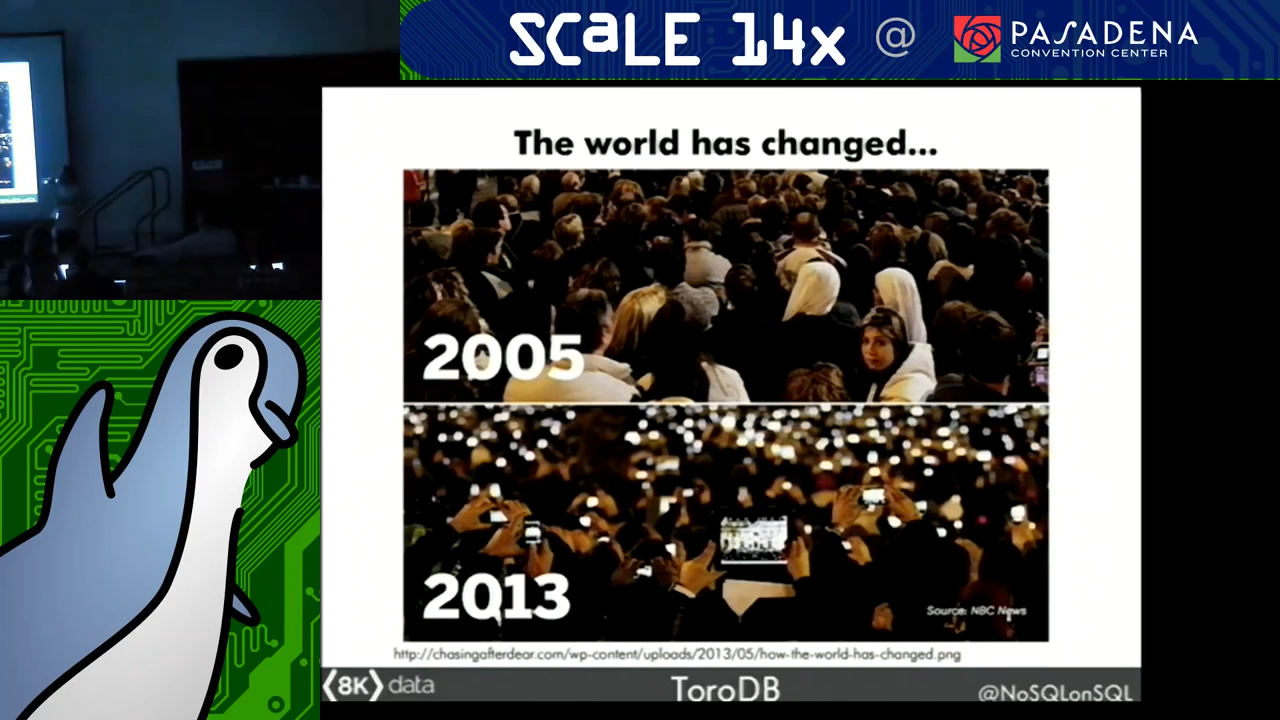 SCaLE 14x @ PASADENA
CONVENTION CENTER
The world has changed...
2005
2013
Source: NBC News
http://chasingafterdear.com/wp-content/uploads/2013/05/how-the-world-has-changed.png
⟨8K⟩ data
ToroDB
@NoSQLonSQL